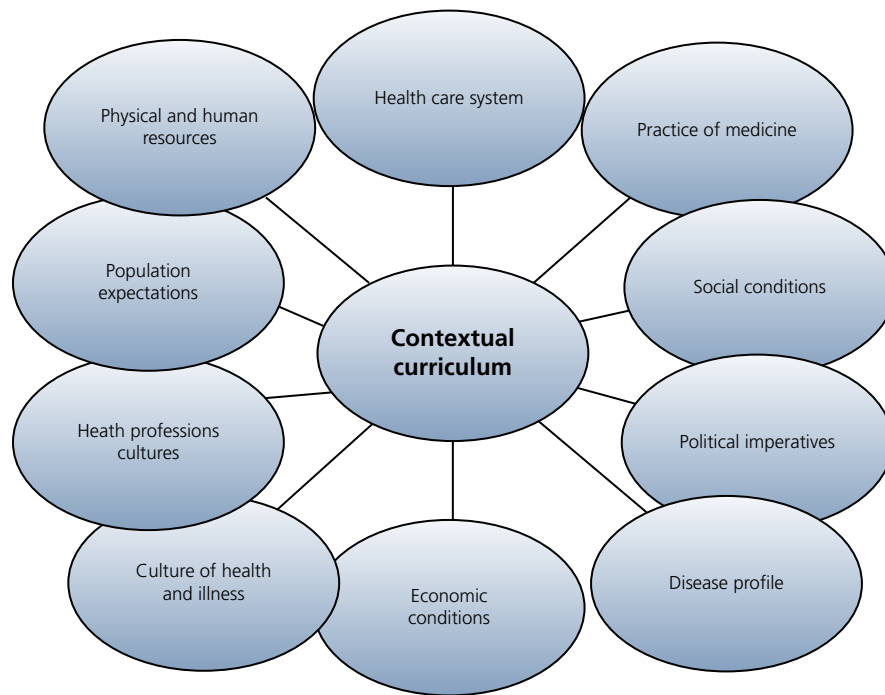 Health care system
Physical and human
resources
Practice of medicine
Population
expectations
Social conditions
Contextual
curriculum
Heath professions
cultures
Political imperatives
Culture of health
and illness
Economic
conditions
Disease profile